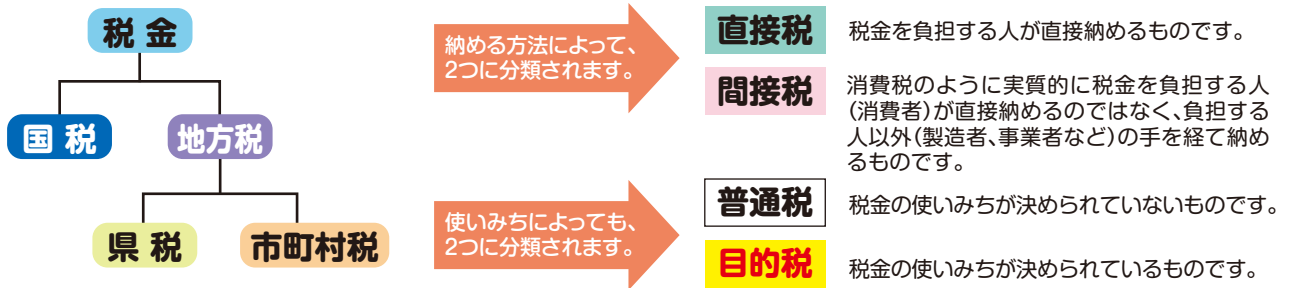 税金
国税
地方税
県税
市町村税
納める方法によって、
2つに分類されます。
直接税
税金を負担する人が直接納めるものです。
間接税
消費税のように実質的に税金を負担する人
(消費者)が直接納めるのではなく、負担する
人以外(製造者、事業者など)の手を経て納め
るものです。
使いみちによっても、
2つに分類されます。
普通税
税金の使いみちが決められていないものです。
目的税
税金の使いみちが決められているものです。